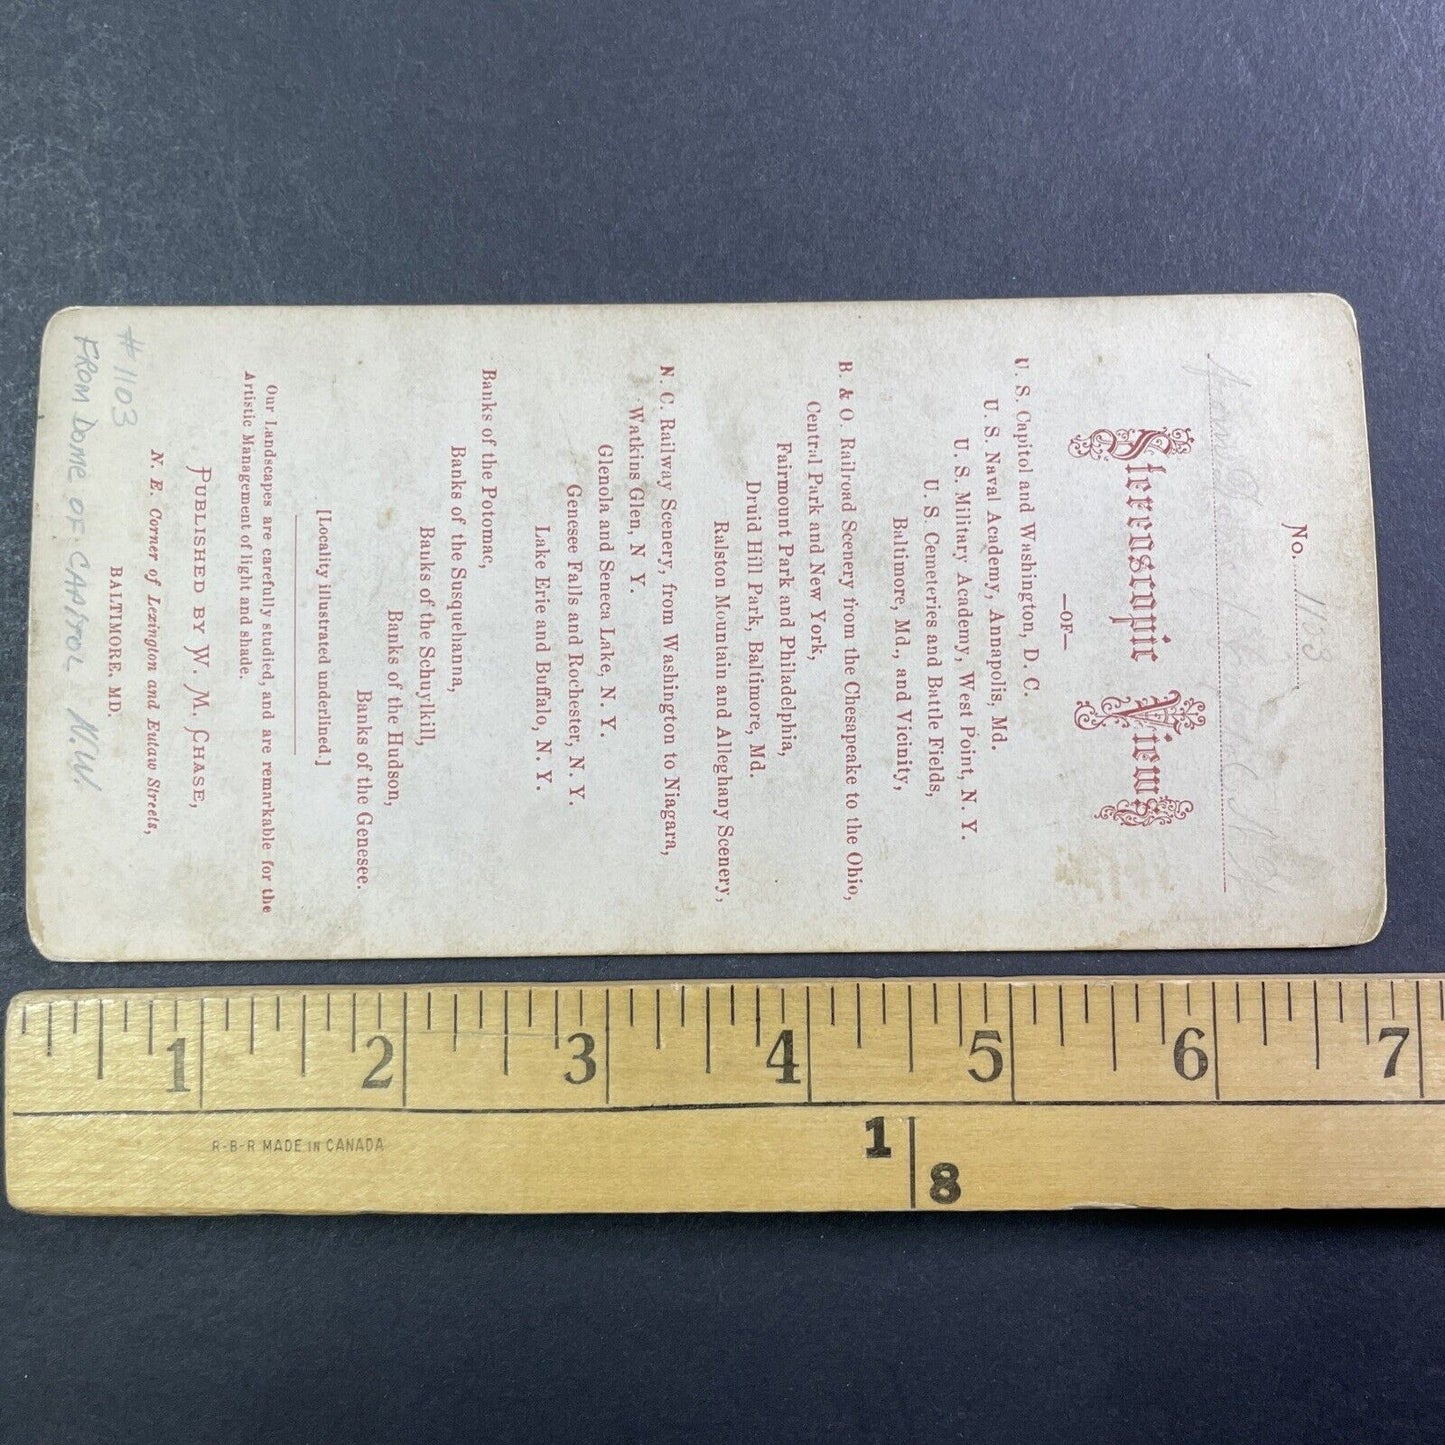 No. 1103
From Dome of Capitol N. W.
Stereoscopic Views
—OF—
U. S. Capitol and Washington, D. C.
U. S. Naval Academy, Annapolis, Md.
U. S. Military Academy, West Point, N. Y.
U. S. Cemeteries and Battle Fields,
Baltimore, Md., and Vicinity,
B. & O. Railroad Scenery from the Chesapeake to the Ohio,
Central Park and New York,
Fairmount Park and Philadelphia,
Druid Hill Park, Baltimore, Md.
Ralston Mountain and Alleghany Scenery,
N. C. Railway Scenery, from Washington to Niagara,
Watkins Glen, N. Y.
Glenola and Seneca Lake, N. Y.
Genesee Falls and Rochester, N. Y.
Lake Erie and Buffalo, N. Y.
Banks of the Potomac,
Banks of the Susquehanna,
Banks of the Schuylkill,
Banks of the Hudson,
Banks of the Genesee.
[Locality illustrated underlined.]
Our Landscapes are carefully studied, and are remarkable for the
Artistic Management of light and shade.
PUBLISHED BY W. M. CHASE,
N. E. Corner of Lexington and Eutaw Streets,
BALTIMORE, MD.
#1103
FROM DOME OF CAPITOL - N.W.
1 2 3 4 5 6 7
R-B-R MADE IN CANADA
1
8